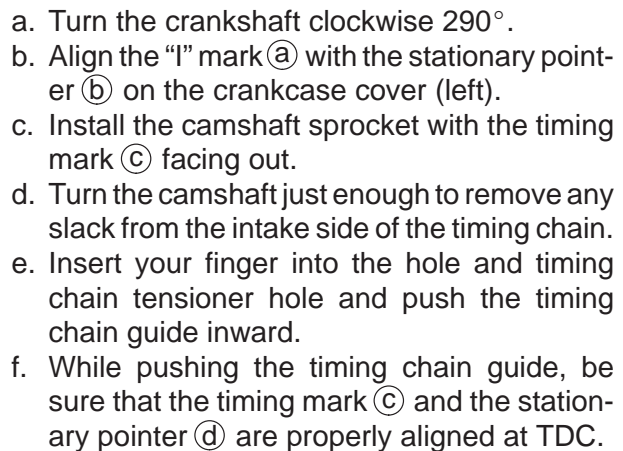 a. Turn the crankshaft clockwise 290°.
b. Align the “I” mark ⓐ with the stationary point-
er ⓑ on the crankcase cover (left).
c. Install the camshaft sprocket with the timing
mark ⓒ facing out.
d. Turn the camshaft just enough to remove any
slack from the intake side of the timing chain.
e. Insert your finger into the hole and timing
chain tensioner hole and push the timing
chain guide inward.
f. While pushing the timing chain guide, be
sure that the timing mark ⓒ and the station-
ary pointer ⓓ are properly aligned at TDC.